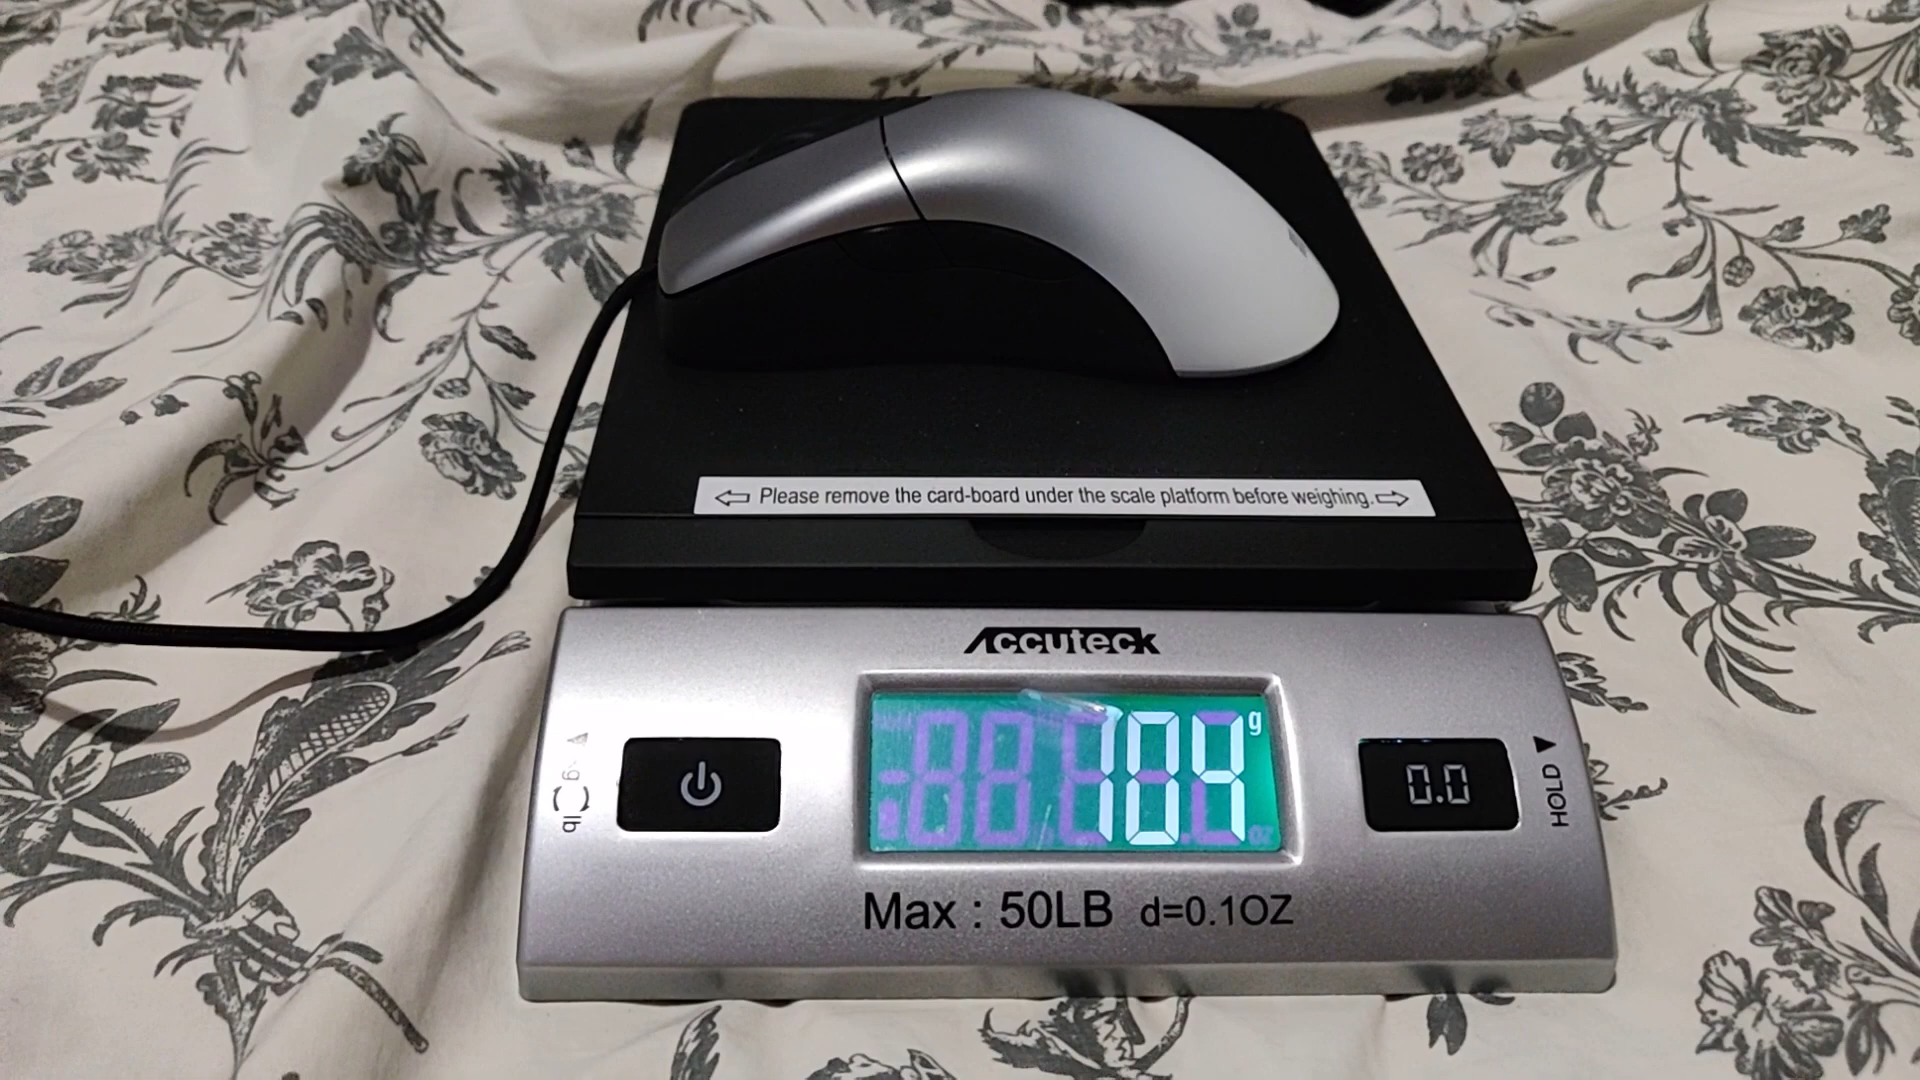 ⇦ Please remove the card-board under the scale platform before weighing. ⇨
Accuteck
104 g
g lb
0.0
HOLD ▲
Max : 50LB d=0.1OZ